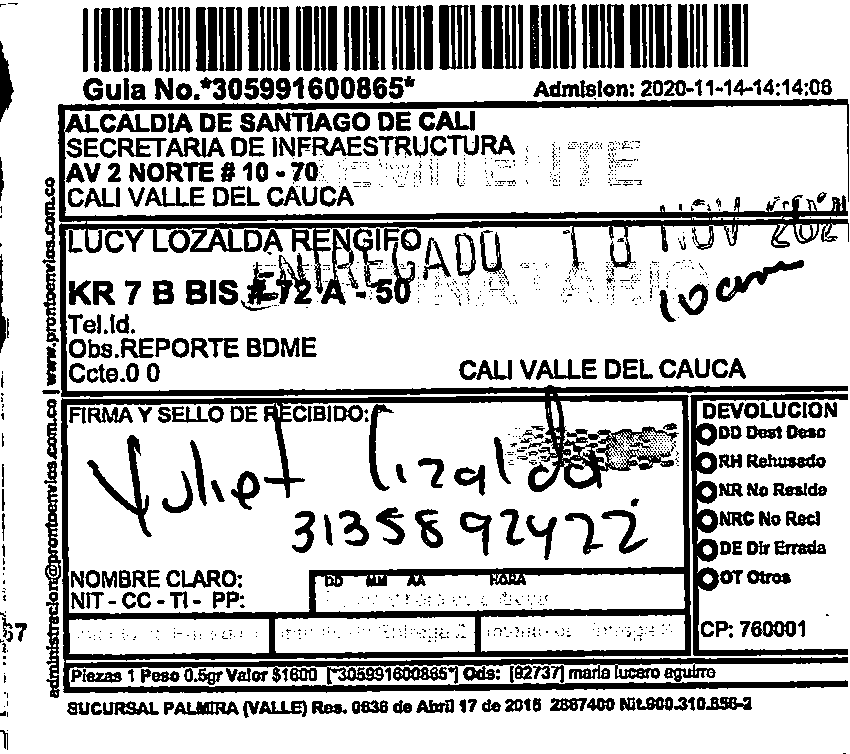 Guia No.*305991600865*
Admision: 2020-11-14-14:14:08
ALCALDIA DE SANTIAGO DE CALI
SECRETARIA DE INFRAESTRUCTURA
AV 2 NORTE # 10 - 70
CALI VALLE DEL CAUCA
LUCY LOZALDA RENGIFO
ENTREGADO 18 NOV
KR 7 B BIS # 72 A - 50
10 am
Tel.Id.
Obs.REPORTE BDME
Ccte.0 0
CALI VALLE DEL CAUCA
FIRMA Y SELLO DE RECIBIDO:
Yuliet lizalda
3135892422
NOMBRE CLARO:
NIT - CC - TI - PP:
DD MM AA HORA
DEVOLUCION
DD Dest Desc
RH Rehusado
NR No Reside
NRC No Recl
DE Dir Errada
OT Otros
CP: 760001
Piezas 1 Peso 0.5gr Valor $1600 [*305991600865*] Ods: [82737] maria lucero aguirre
SUCURSAL PALMIRA (VALLE) Res. 0636 de Abril 17 de 2015 2867400 Nit.900.310.856-2
administracion@prontoenvios.com.co | www.prontoenvios.com.co
67